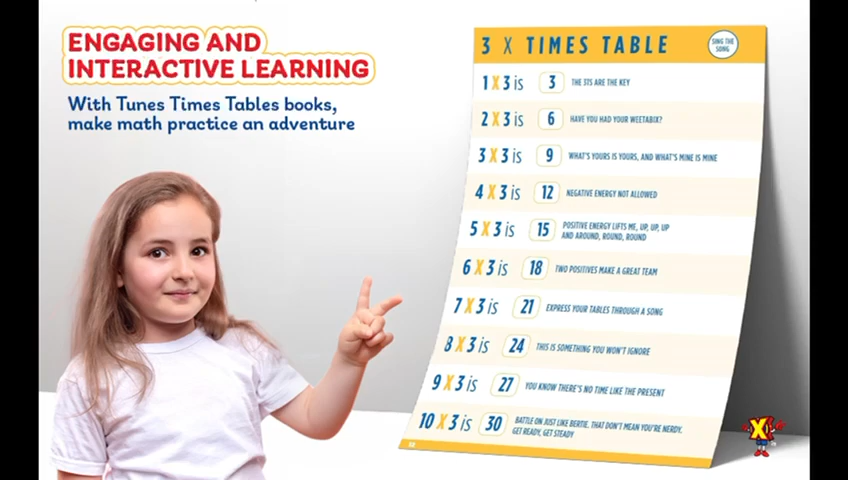 ENGAGING AND
INTERACTIVE LEARNING
With Tunes Times Tables books,
make math practice an adventure
3 X TIMES TABLE
SING THE
SONG
1 X 3 is 3 THE 3TS ARE THE KEY
2 X 3 is 6 HAVE YOU HAD YOUR WEETABIX?
3 X 3 is 9 WHAT'S YOURS IS YOURS, AND WHAT'S MINE IS MINE
4 X 3 is 12 NEGATIVE ENERGY NOT ALLOWED
5 X 3 is 15 POSITIVE ENERGY LIFTS ME, UP, UP, UP
AND AROUND, ROUND, ROUND
6 X 3 is 18 TWO POSITIVES MAKE A GREAT TEAM
7 X 3 is 21 EXPRESS YOUR TABLES THROUGH A SONG
8 X 3 is 24 THIS IS SOMETHING YOU WON'T IGNORE
9 X 3 is 27 YOU KNOW THERE'S NO TIME LIKE THE PRESENT
10 X 3 is 30 BATTLE ON JUST LIKE BERTIE. THAT DON'T MEAN YOU'RE NERDY.
GET READY, GET STEADY
X